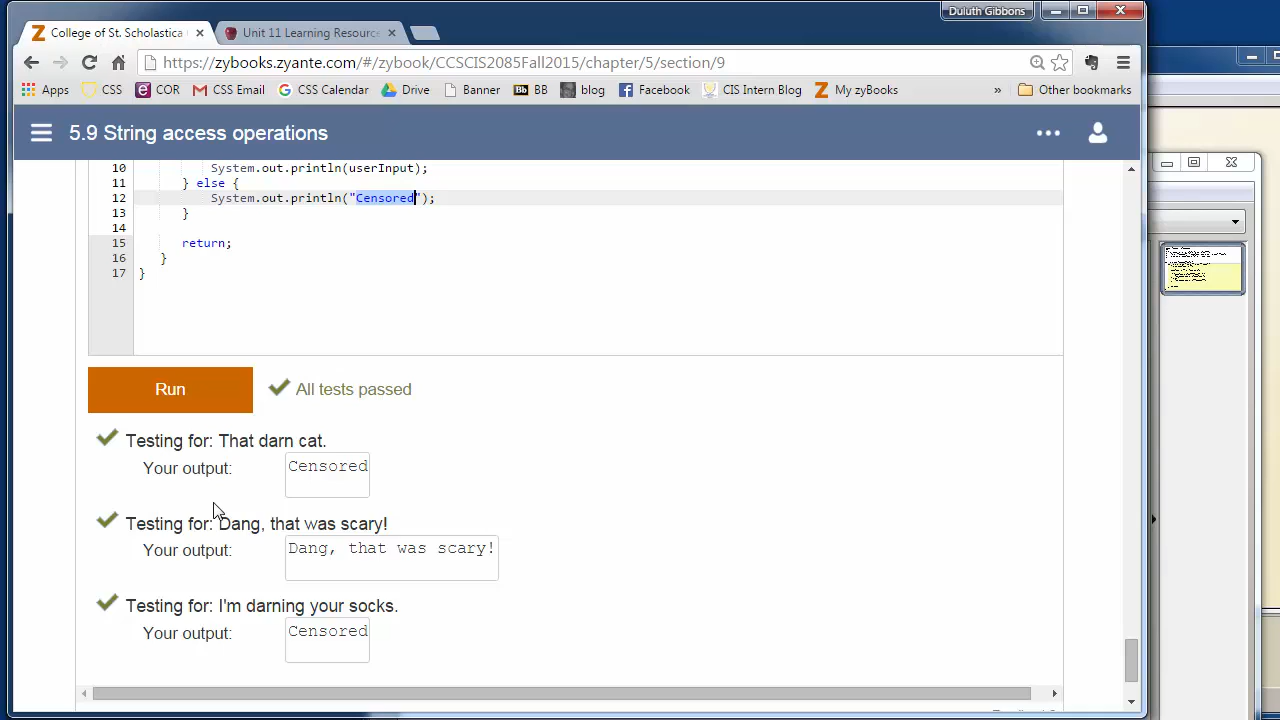 Duluth Gibbons
College of St. Scholastica
Unit 11 Learning Resource
https://zybooks.zyante.com/#/zybook/CCSCIS2085Fall2015/chapter/5/section/9
Apps CSS COR CSS Email CSS Calendar Drive Banner Bb BB blog Facebook CIS Intern Blog My zyBooks » Other bookmarks
5.9 String access operations
10 System.out.println(userInput);
11 } else {
12 System.out.println("Censored");
13 }
14
15 return;
16 }
17 }
Run All tests passed
Testing for: That darn cat.
Your output: Censored
Testing for: Dang, that was scary!
Your output: Dang, that was scary!
Testing for: I'm darning your socks.
Your output: Censored